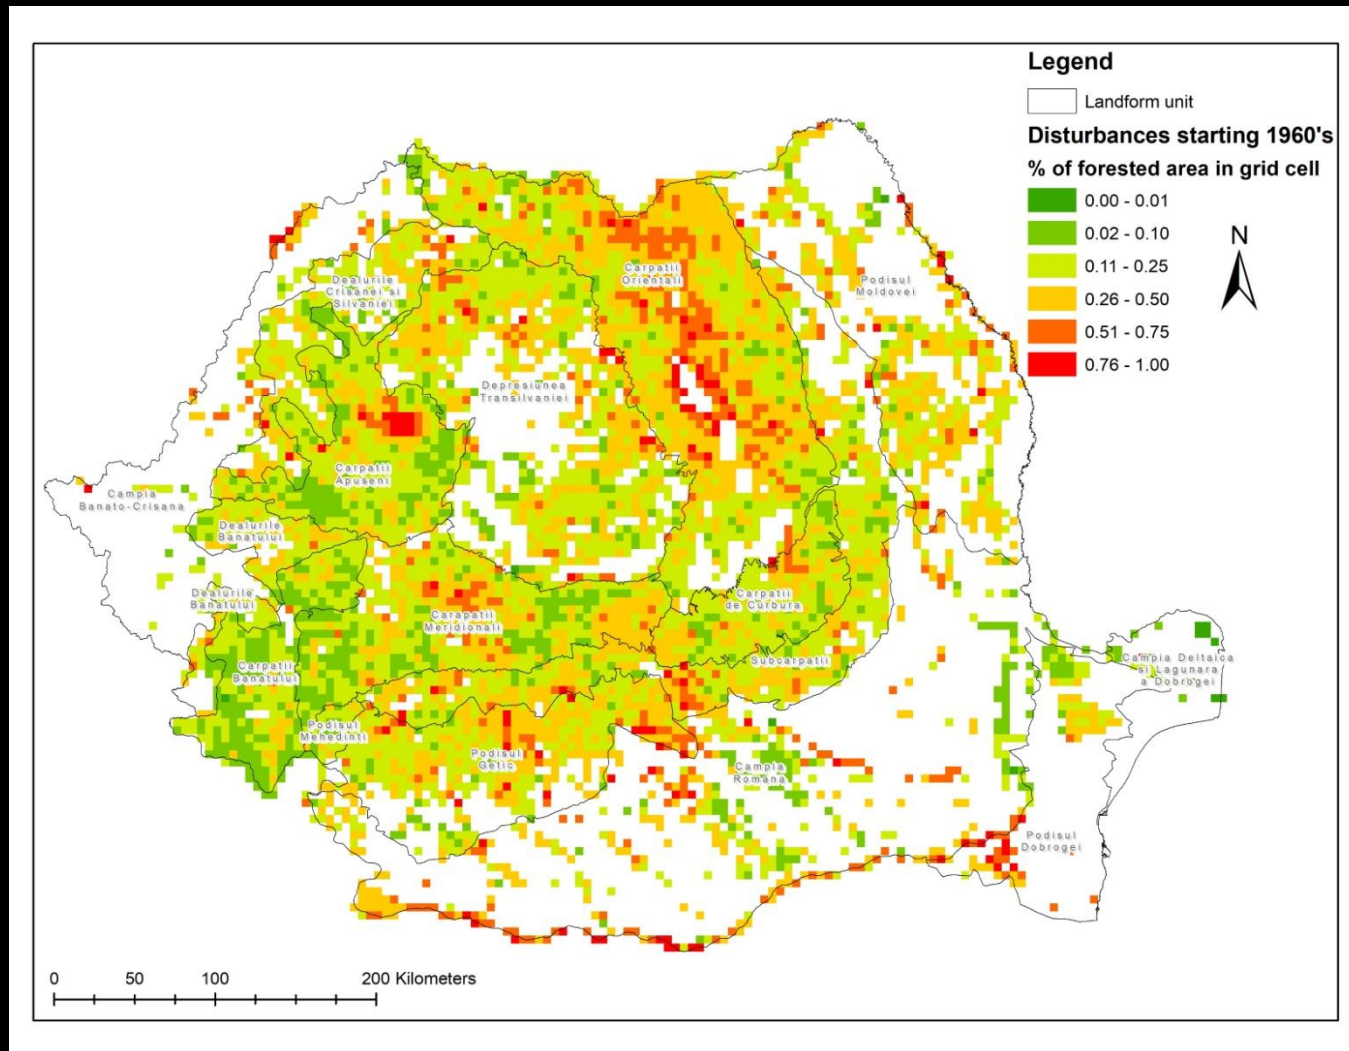 Legend
Landform unit
Disturbances starting 1960's
% of forested area in grid cell
0.00 - 0.01
0.02 - 0.10
0.11 - 0.25
0.26 - 0.50
0.51 - 0.75
0.76 - 1.00
N
Carpatii
Orientali
Podisul
Moldovei
Dealurile
Crisanei si
Silvaniei
Depresiunea
Transilvaniei
Carpatii
Apuseni
Campia
Banato-Crisana
Dealurile
Banatului
Dealurile
Banatului
Carapatii
Meridionali
Carpatii
de Curbura
Subcarpatii
Carpatii
Banatului
Campia Deltaica
si Lagunara
a Dobrogei
Podisul
Mehedinti
Podisul
Getic
Campia
Romana
Podisul
Dobrogei
0 50 100 200 Kilometers